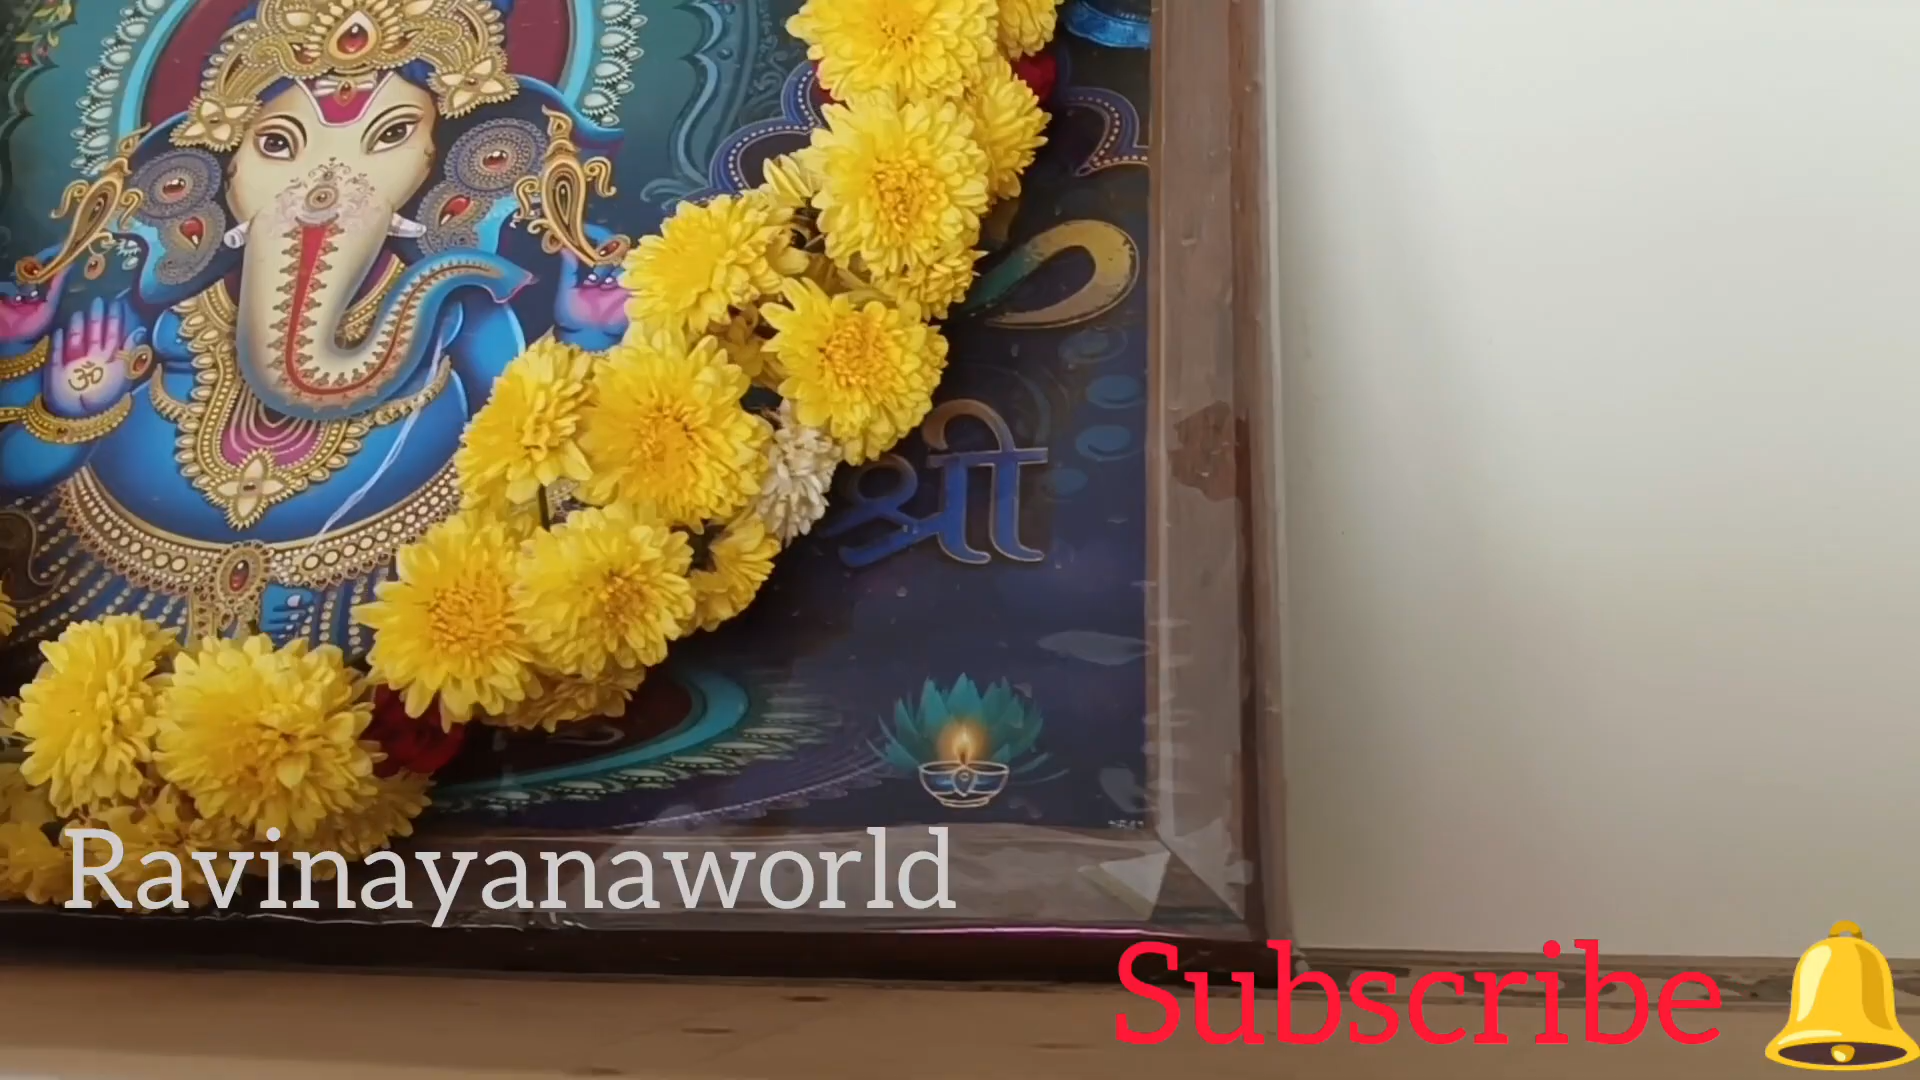 ॐ
श्री
Ravinayanaworld
Subscribe